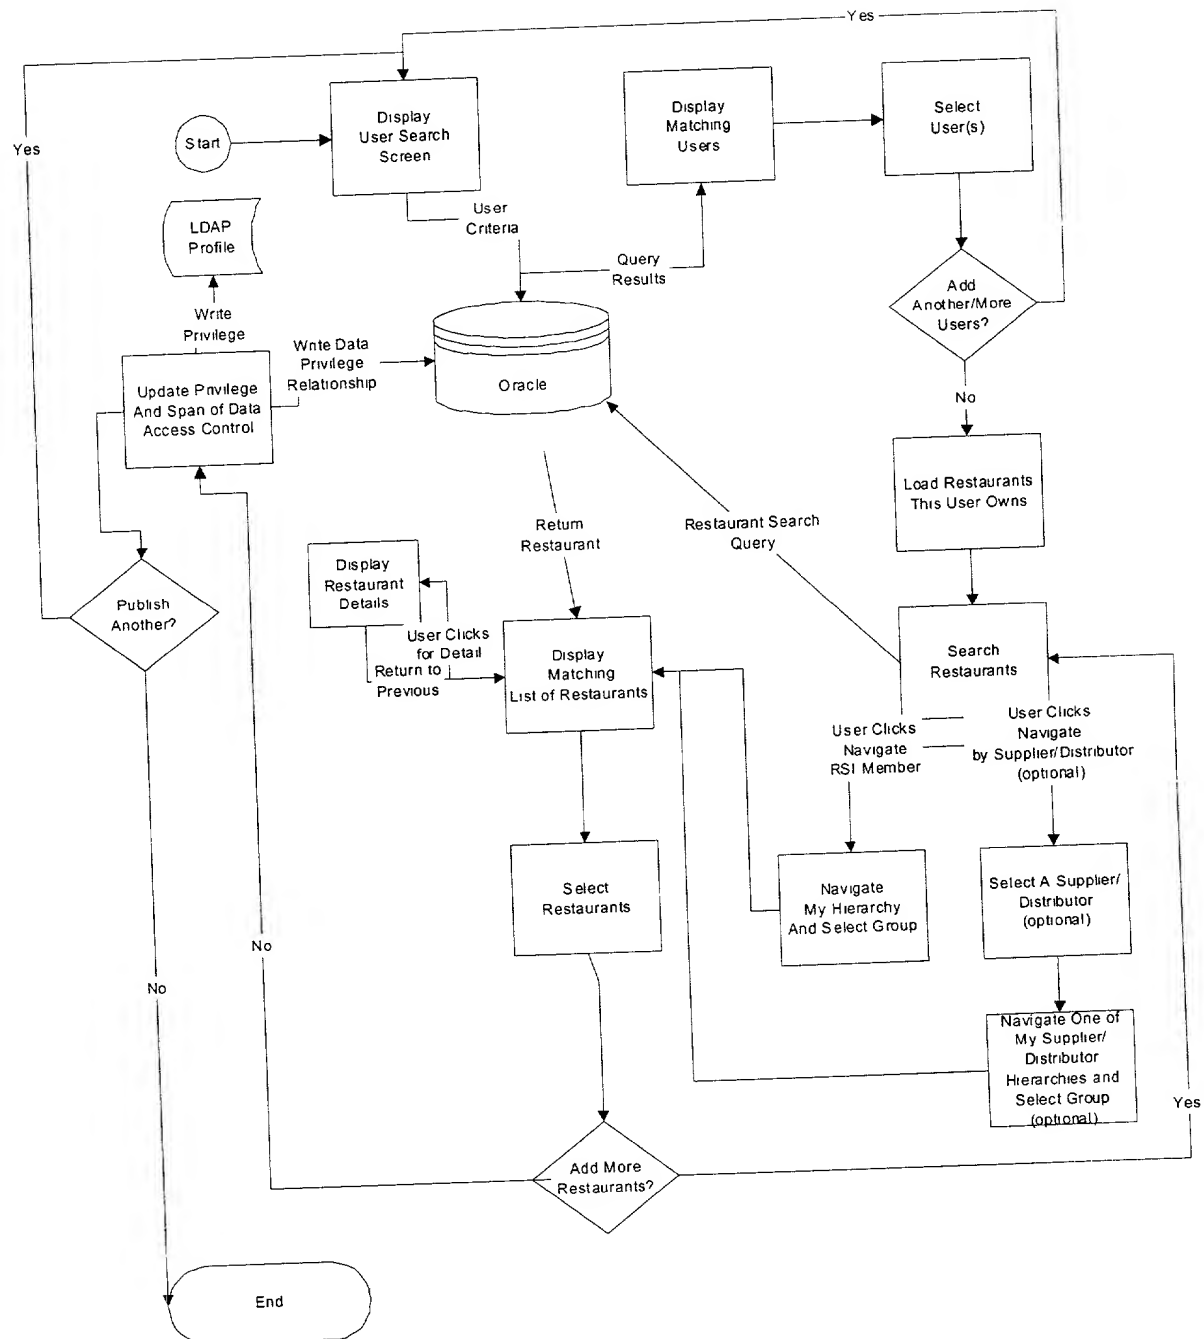 Yes
Yes
Display
User Search
Screen
Display
Matching
Users
Select
User(s)
Start
LDAP
Profile
User
Criteria
Query
Results
Add
Another/More
Users?
Write
Privilege
Write Data
Privilege
Relationship
Oracle
Update Privilege
And Span of Data
Access Control
No
Load Restaurants
This User Owns
Return
Restaurant
Restaurant Search
Query
Display
Restaurant
Details
Publish
Another?
User Clicks
for Detail
Return to
Previous
Display
Matching
List of Restaurants
Search
Restaurants
User Clicks
Navigate
RSI Member
User Clicks
Navigate
by Supplier/Distributor
(optional)
Select
Restaurants
Navigate
My Hierarchy
And Select Group
Select A Supplier/
Distributor
(optional)
No
No
Navigate One of
My Supplier/
Distributor
Hierarchies and
Select Group
(optional)
Yes
Add More
Restaurants?
End